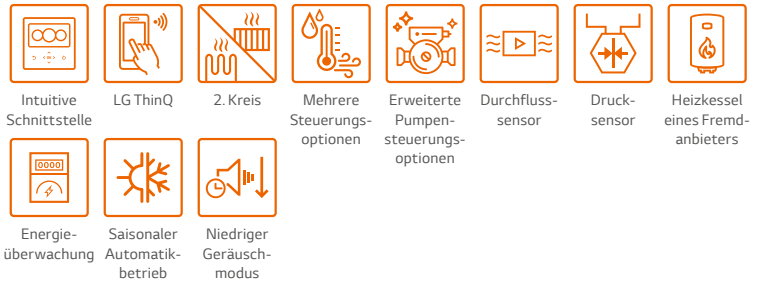 Intuitive
Schnittstelle
LG ThinQ
2. Kreis
Mehrere
Steuerungs-
optionen
Erweiterte
Pumpen-
steuerungs-
optionen
Durchfluss-
sensor
Druck-
sensor
Heizkessel
eines Fremd-
anbieters
0000
Energie-
überwachung
Saisonaler
Automatik-
betrieb
Niedriger
Geräusch-
modus